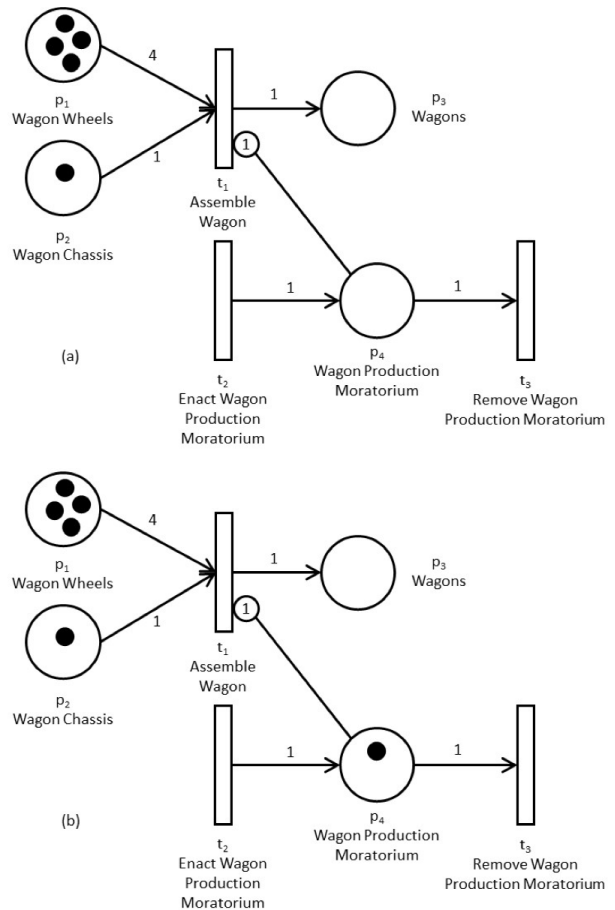 4
p₁
Wagon Wheels
1
p₃
Wagons
1
1
t₁
Assemble
Wagon
p₂
Wagon Chassis
1
1
(a)
p₄
Wagon Production
Moratorium
t₂
Enact Wagon
Production
Moratorium
t₃
Remove Wagon
Production Moratorium
4
p₁
Wagon Wheels
1
p₃
Wagons
1
1
t₁
Assemble
Wagon
p₂
Wagon Chassis
1
1
(b)
p₄
Wagon Production
Moratorium
t₂
Enact Wagon
Production
Moratorium
t₃
Remove Wagon
Production Moratorium